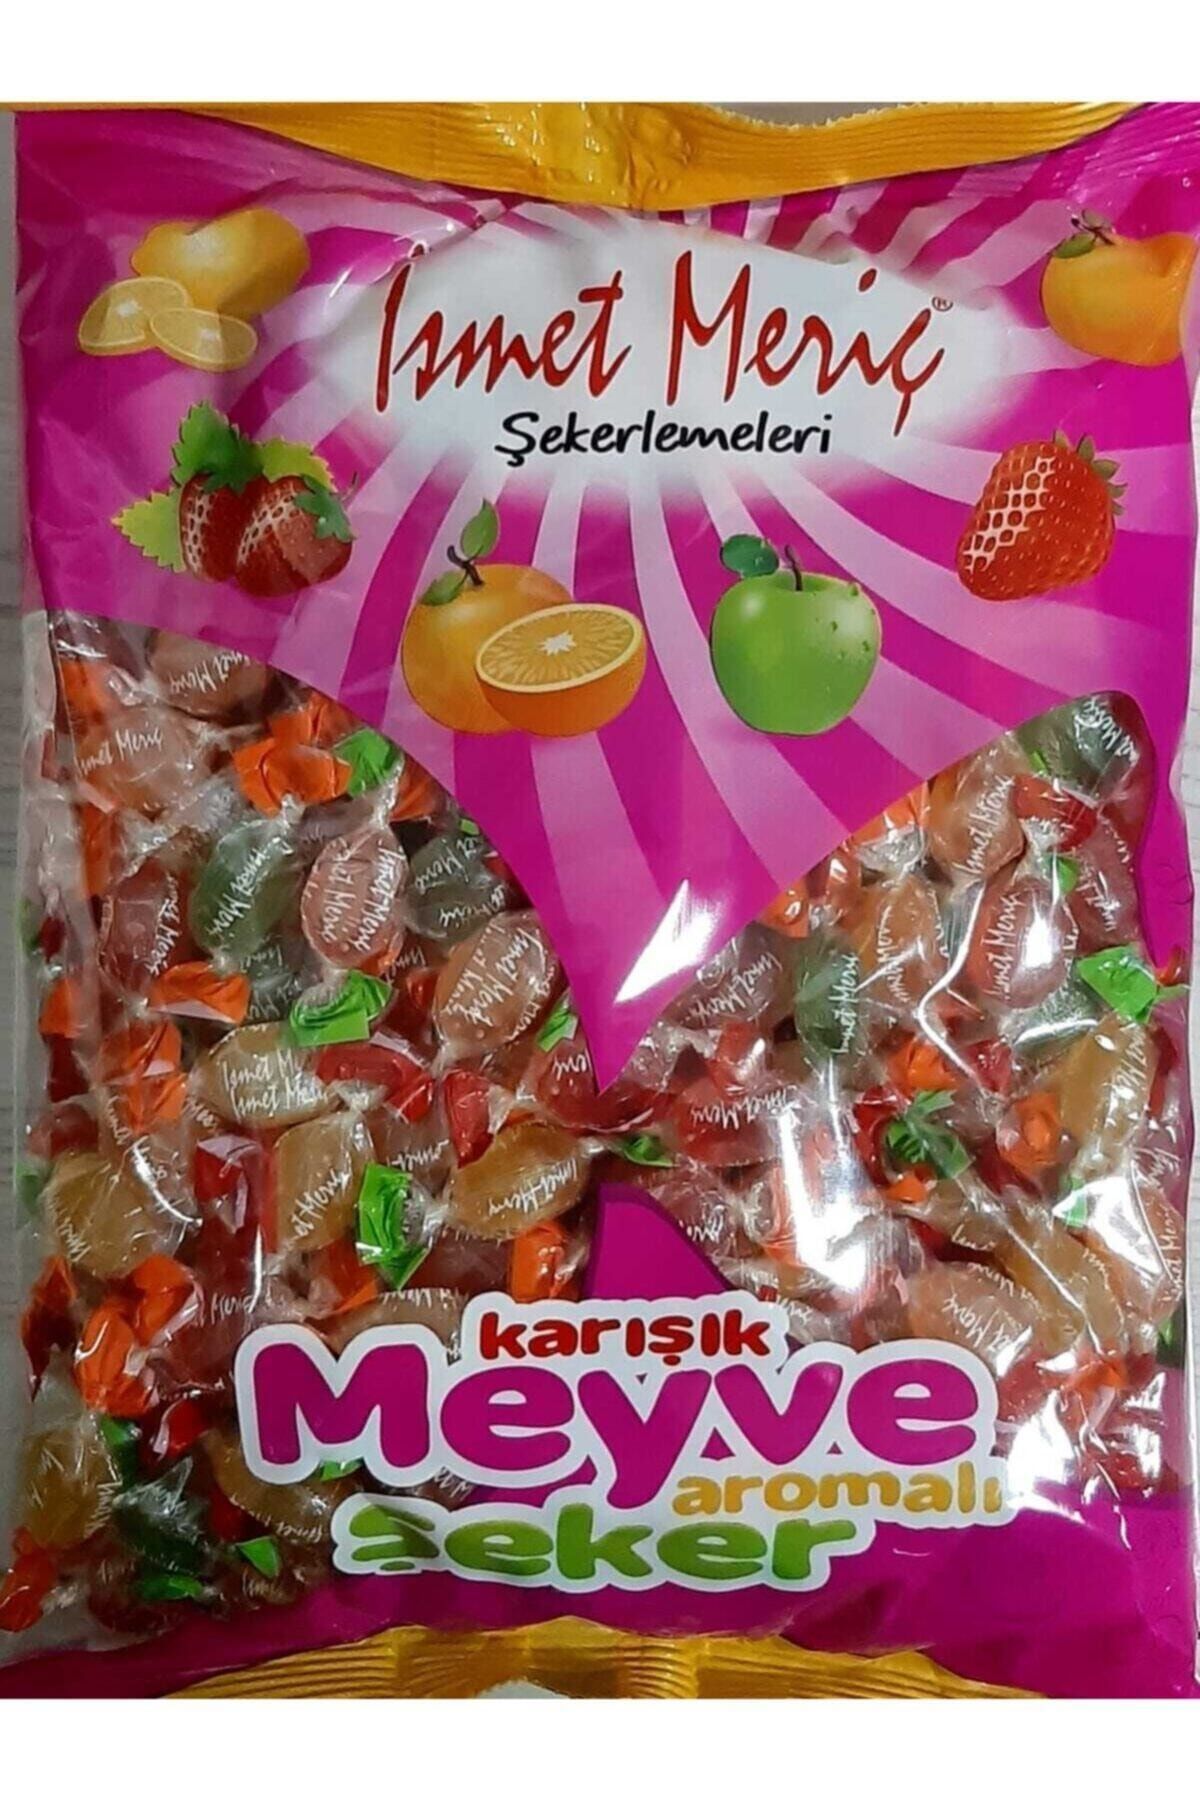 İsmet Meriç®
Şekerlemeleri
karışık
Meyve
aromalı
Şeker